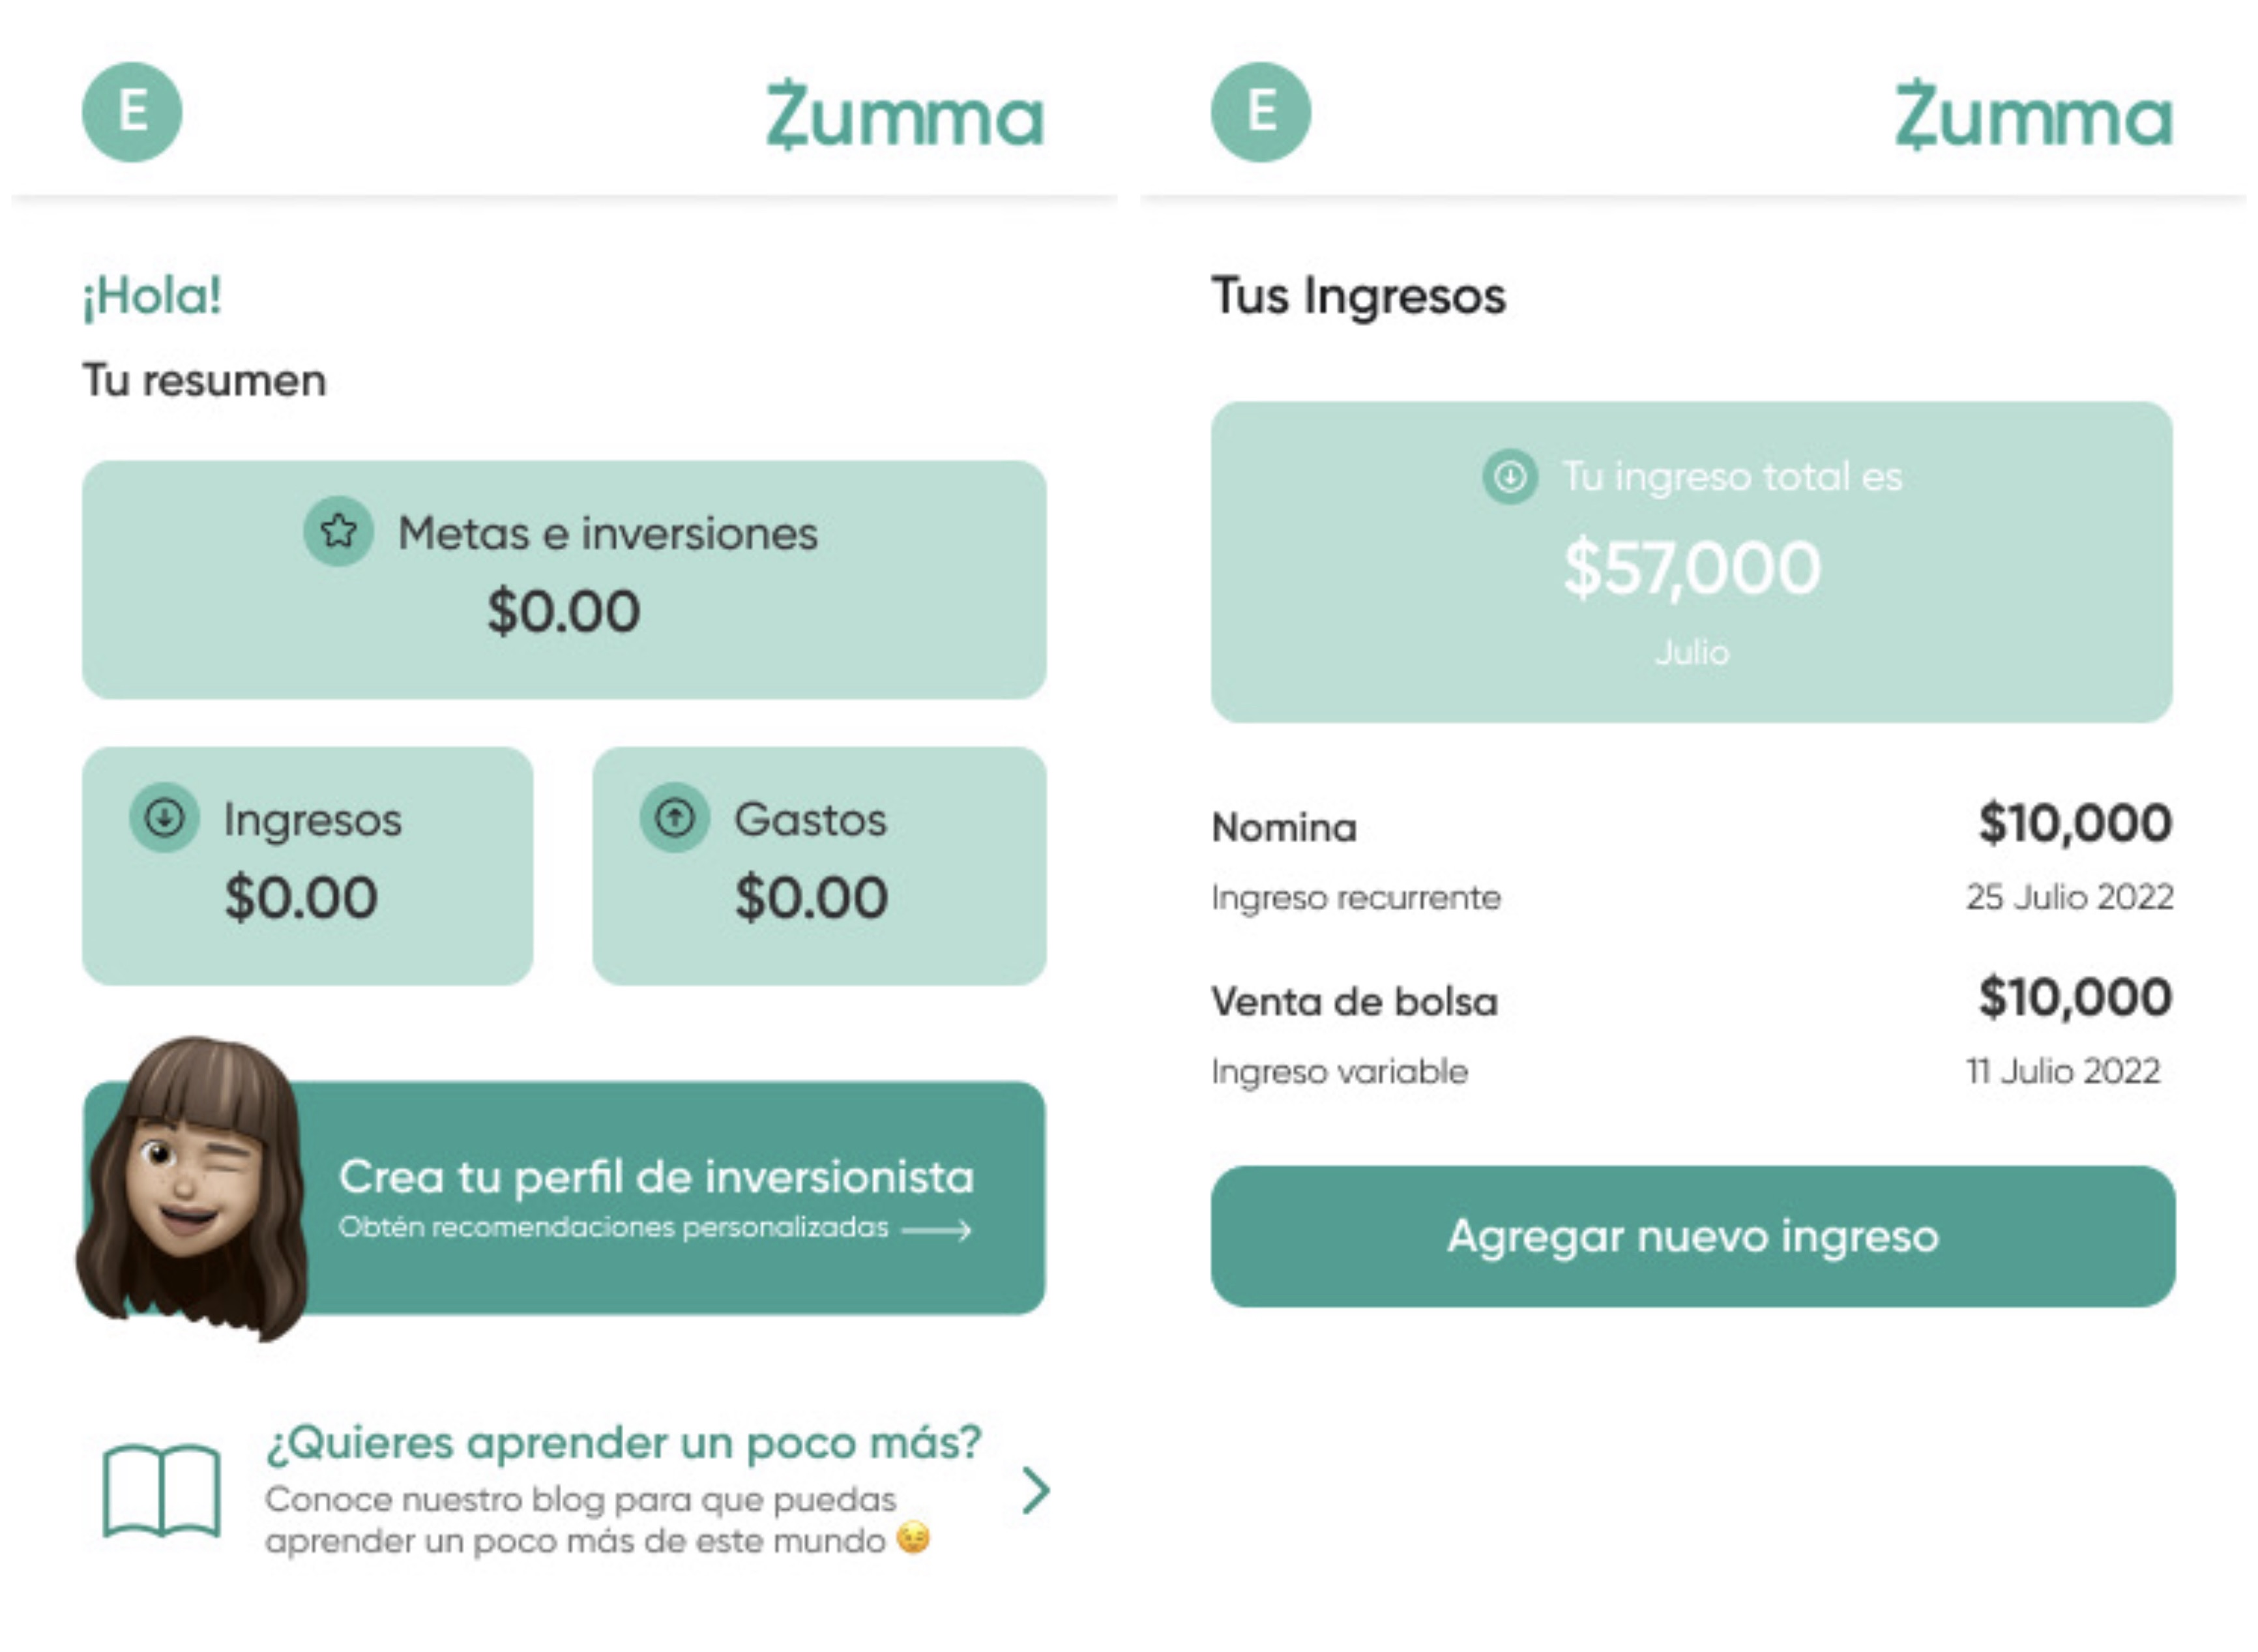 E
Zumma
¡Hola!
Tu resumen
Metas e inversiones
$0.00
Ingresos
$0.00
Gastos
$0.00
Crea tu perfil de inversionista
Obtén recomendaciones personalizadas
¿Quieres aprender un poco más?
Conoce nuestro blog para que puedas
aprender un poco más de este mundo 😉
E
Zumma
Tus Ingresos
Tu ingreso total es
$57,000
Julio
Nomina $10,000
Ingreso recurrente 25 Julio 2022
Venta de bolsa $10,000
Ingreso variable 11 Julio 2022
Agregar nuevo ingreso